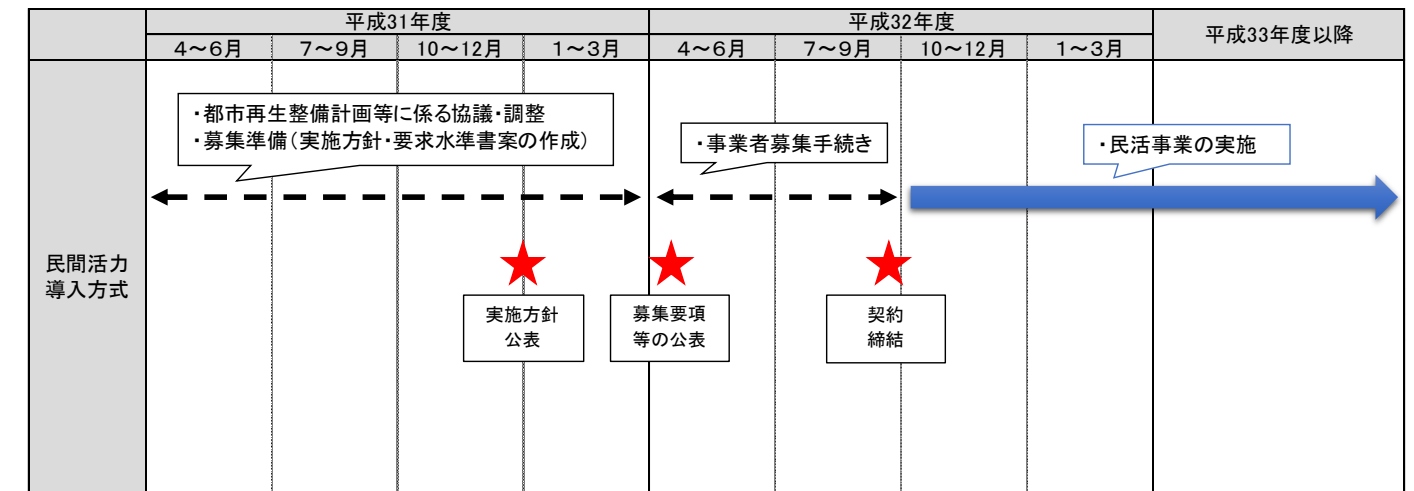 平成31年度
平成32年度
平成33年度以降
4～6月
7～9月
10～12月
1～3月
4～6月
7～9月
10～12月
1～3月
・都市再生整備計画等に係る協議・調整
・募集準備（実施方針・要求水準書案の作成）
・事業者募集手続き
・民活事業の実施
民間活力
導入方式
実施方針
公表
募集要項
等の公表
契約
締結